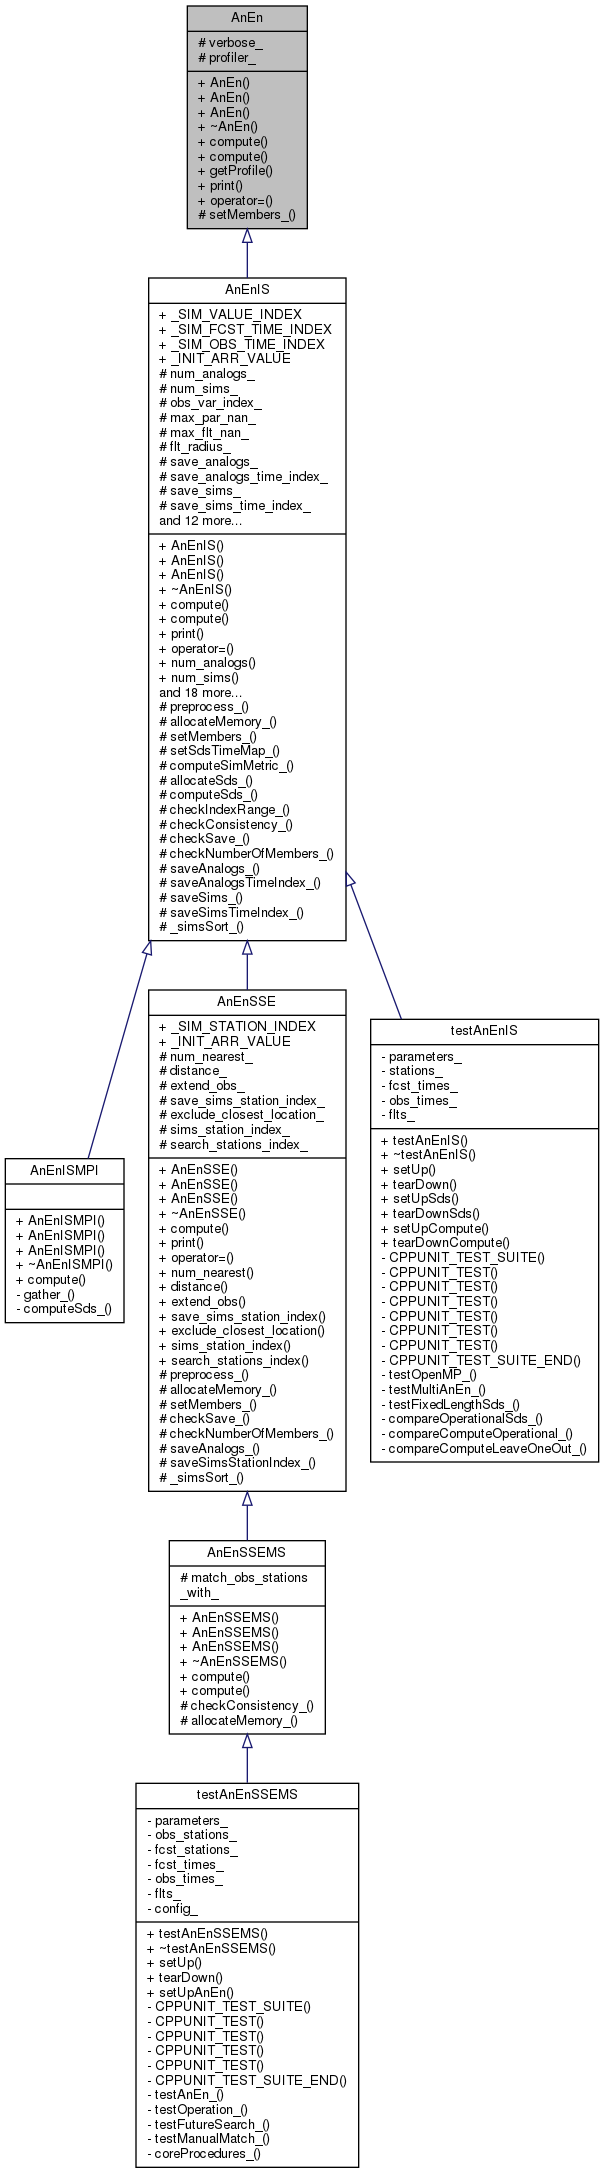 AnEn
# verbose_
# profiler_
+ AnEn()
+ AnEn()
+ AnEn()
+ ~AnEn()
+ compute()
+ compute()
+ getProfile()
+ print()
+ operator=()
# setMembers_()
AnEnIS
+ _SIM_VALUE_INDEX
+ _SIM_FCST_TIME_INDEX
+ _SIM_OBS_TIME_INDEX
+ _INIT_ARR_VALUE
# num_analogs_
# num_sims_
# obs_var_index_
# max_par_nan_
# max_flt_nan_
# flt_radius_
# save_analogs_
# save_analogs_time_index_
# save_sims_
# save_sims_time_index_
and 12 more...
+ AnEnIS()
+ AnEnIS()
+ AnEnIS()
+ ~AnEnIS()
+ compute()
+ compute()
+ print()
+ operator=()
+ num_analogs()
+ num_sims()
and 18 more...
# preprocess_()
# allocateMemory_()
# setMembers_()
# setSdsTimeMap_()
# computeSimMetric_()
# allocateSds_()
# computeSds_()
# checkIndexRange_()
# checkConsistency_()
# checkSave_()
# checkNumberOfMembers_()
# saveAnalogs_()
# saveAnalogsTimeIndex_()
# saveSims_()
# saveSimsTimeIndex_()
# _simsSort_()
AnEnISMPI
+ AnEnISMPI()
+ AnEnISMPI()
+ AnEnISMPI()
+ ~AnEnISMPI()
+ compute()
- gather_()
- computeSds_()
AnEnSSE
+ _SIM_STATION_INDEX
+ _INIT_ARR_VALUE
# num_nearest_
# distance_
# extend_obs_
# save_sims_station_index_
# exclude_closest_location_
# sims_station_index_
# search_stations_index_
+ AnEnSSE()
+ AnEnSSE()
+ AnEnSSE()
+ ~AnEnSSE()
+ compute()
+ print()
+ operator=()
+ num_nearest()
+ distance()
+ extend_obs()
+ save_sims_station_index()
+ exclude_closest_location()
+ sims_station_index()
+ search_stations_index()
# preprocess_()
# allocateMemory_()
# setMembers_()
# checkSave_()
# checkNumberOfMembers_()
# saveAnalogs_()
# saveSimsStationIndex_()
# _simsSort_()
testAnEnIS
- parameters_
- stations_
- fcst_times_
- obs_times_
- flts_
+ testAnEnIS()
+ ~testAnEnIS()
+ setUp()
+ tearDown()
+ setUpSds()
+ tearDownSds()
+ setUpCompute()
+ tearDownCompute()
- CPPUNIT_TEST_SUITE()
- CPPUNIT_TEST()
- CPPUNIT_TEST()
- CPPUNIT_TEST()
- CPPUNIT_TEST()
- CPPUNIT_TEST()
- CPPUNIT_TEST()
- CPPUNIT_TEST_SUITE_END()
- testOpenMP_()
- testMultiAnEn_()
- testFixedLengthSds_()
- compareOperationalSds_()
- compareComputeOperational_()
- compareComputeLeaveOneOut_()
AnEnSSEMS
# match_obs_stations
_with_
+ AnEnSSEMS()
+ AnEnSSEMS()
+ AnEnSSEMS()
+ ~AnEnSSEMS()
+ compute()
+ compute()
# checkConsistency_()
# allocateMemory_()
testAnEnSSEMS
- parameters_
- obs_stations_
- fcst_stations_
- fcst_times_
- obs_times_
- flts_
- config_
+ testAnEnSSEMS()
+ ~testAnEnSSEMS()
+ setUp()
+ tearDown()
+ setUpAnEn()
- CPPUNIT_TEST_SUITE()
- CPPUNIT_TEST()
- CPPUNIT_TEST()
- CPPUNIT_TEST()
- CPPUNIT_TEST()
- CPPUNIT_TEST_SUITE_END()
- testAnEn_()
- testOperation_()
- testFutureSearch_()
- testManualMatch_()
- coreProcedures_()